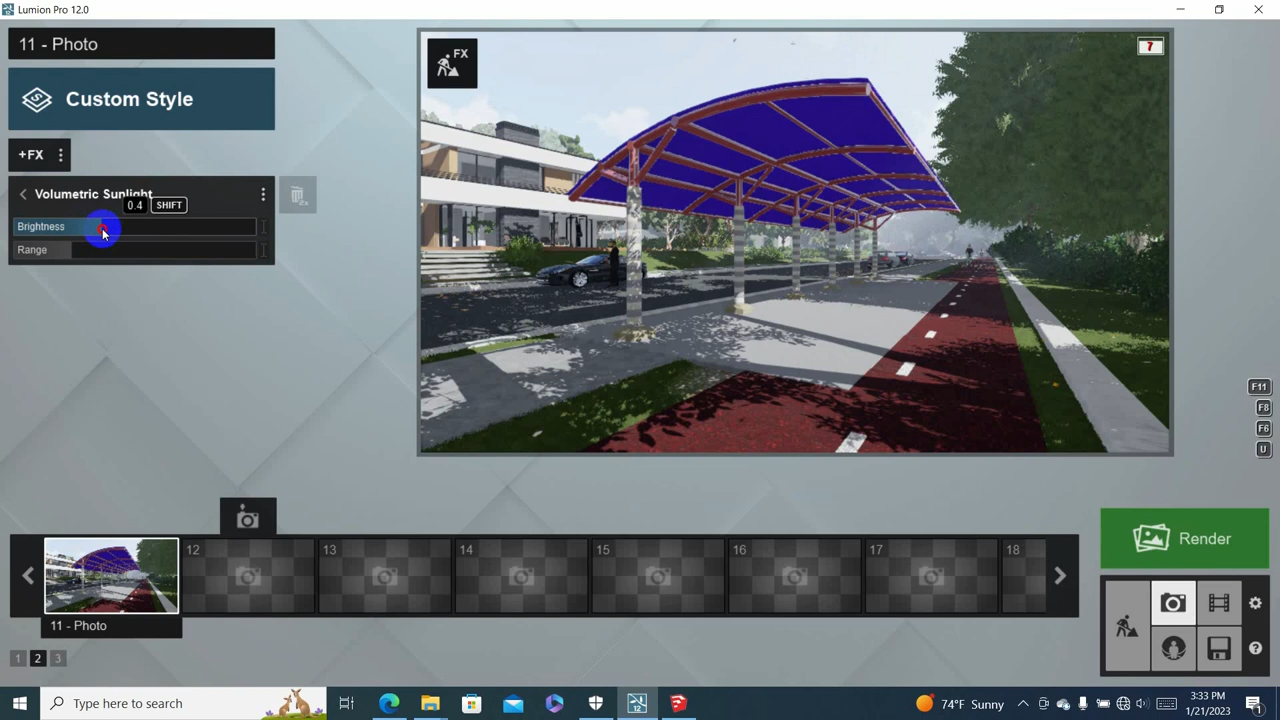 Lumion Pro 12.0
11 - Photo
Custom Style
+FX
Volumetric Sunlight
0.4 SHIFT
Brightness
Range
FX
7
F11
F8
F6
U
12
13
14
15
16
17
18
11 - Photo
Render
1 2 3
Type here to search
12
74°F Sunny
3:33 PM
1/21/2023
1